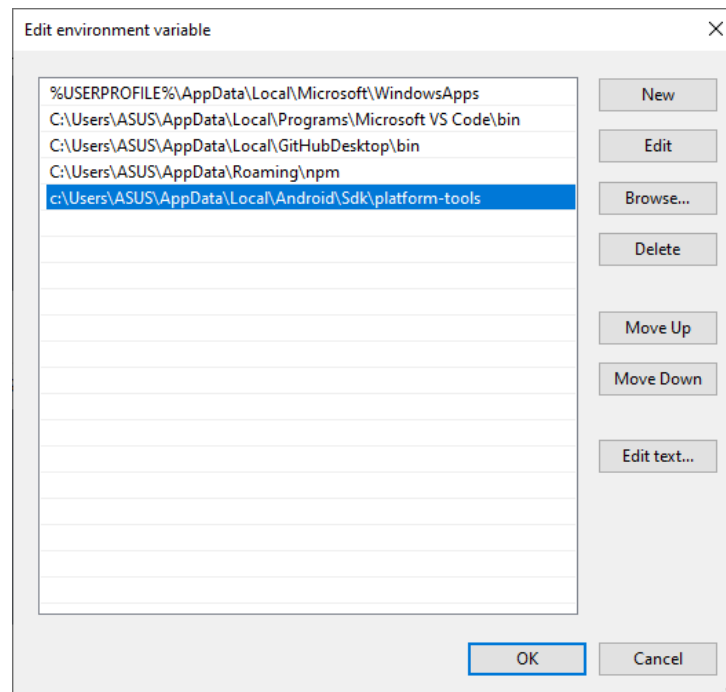 Edit environment variable
%USERPROFILE%\AppData\Local\Microsoft\WindowsApps
C:\Users\ASUS\AppData\Local\Programs\Microsoft VS Code\bin
C:\Users\ASUS\AppData\Local\GitHubDesktop\bin
C:\Users\ASUS\AppData\Roaming\npm
c:\Users\ASUS\AppData\Local\Android\Sdk\platform-tools
New
Edit
Browse...
Delete
Move Up
Move Down
Edit text...
OK
Cancel